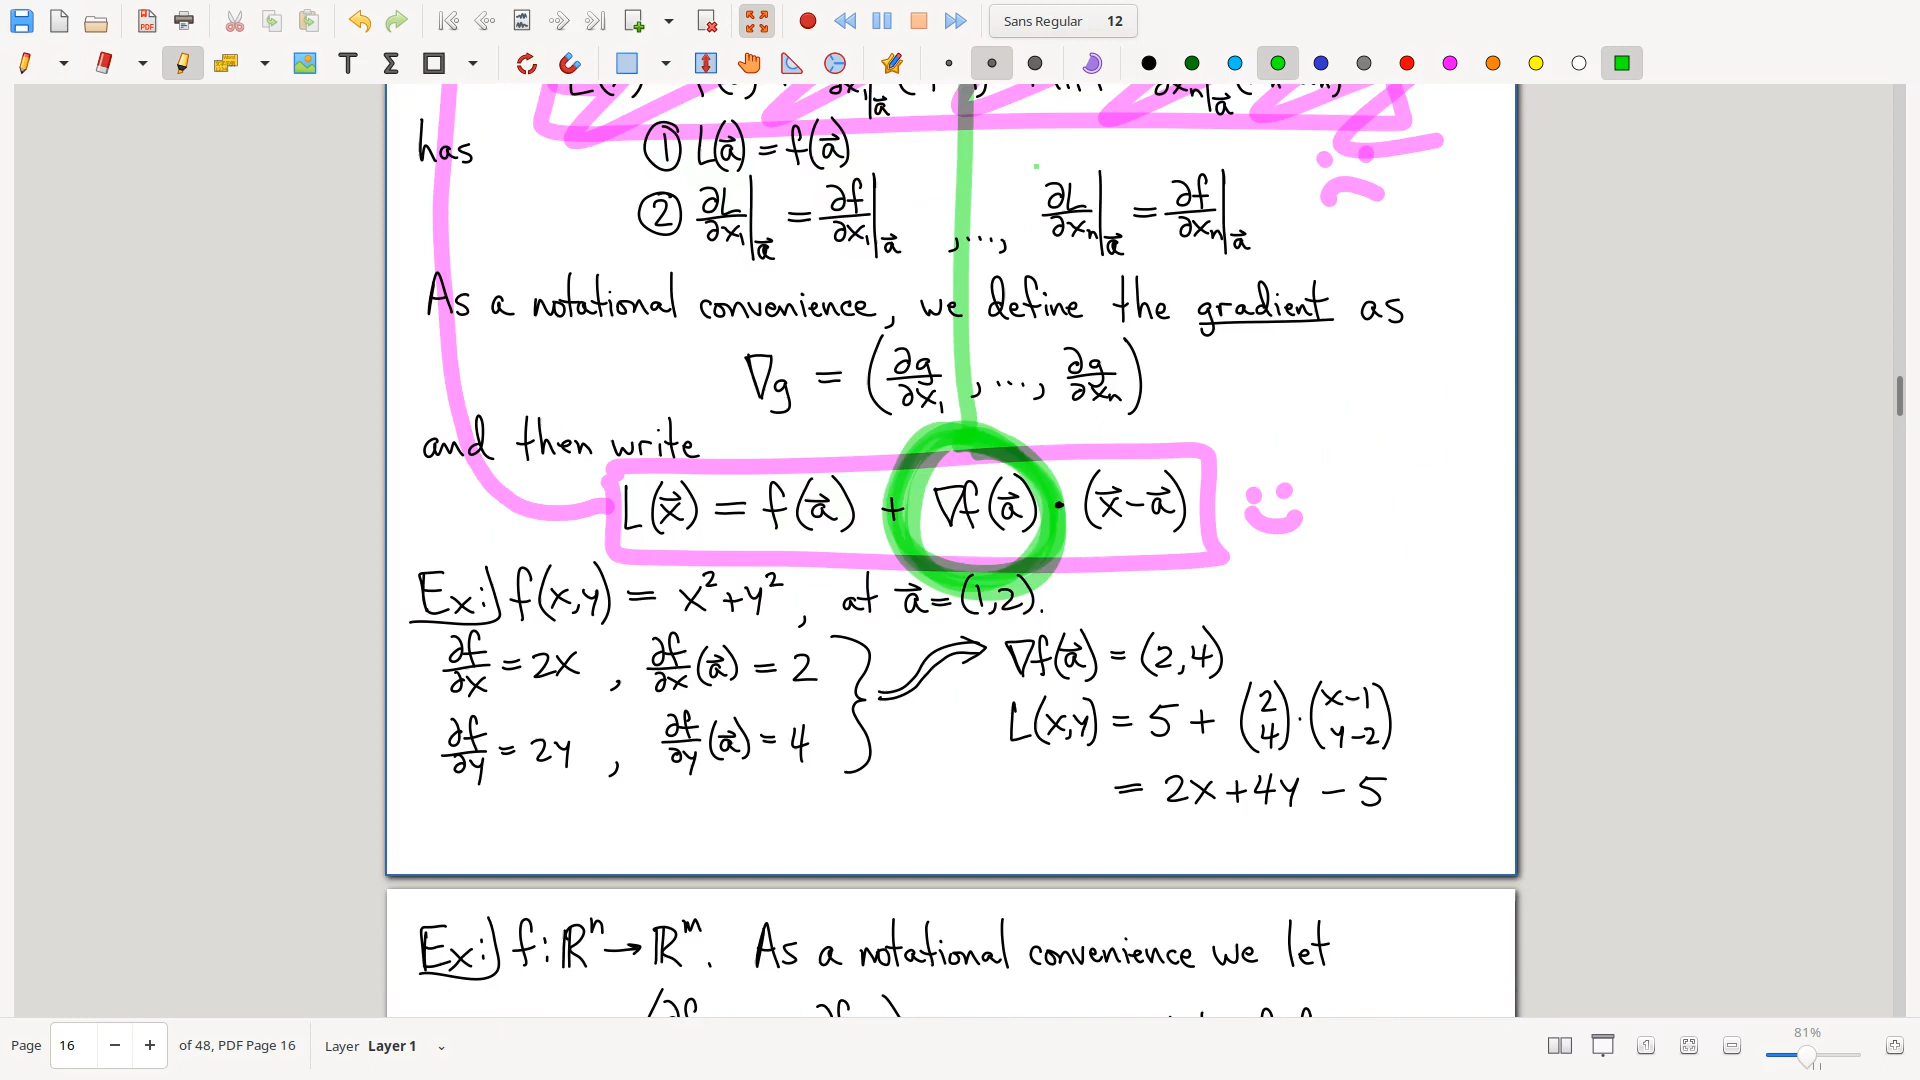 Sans Regular 12
has ① L(a⃗) = f(a⃗)
② ∂L/∂x₁|a⃗ = ∂f/∂x₁|a⃗ , ..., ∂L/∂xₙ|a⃗ = ∂f/∂xₙ|a⃗
As a notational convenience, we define the gradient as
∇g = (∂g/∂x₁ , ..., ∂g/∂xₙ)
and then write
L(x⃗) = f(a⃗) + ∇f(a⃗) · (x⃗ - a⃗)
Ex:) f(x,y) = x² + y² , at a⃗ = (1,2).
∂f/∂x = 2x , ∂f/∂x (a⃗) = 2
∂f/∂y = 2y , ∂f/∂y (a⃗) = 4
∇f(a⃗) = (2,4)
L(x,y) = 5 + (2 4) · (x-1 y-2)
= 2x + 4y - 5
Ex:) f: ℝⁿ → ℝᵐ. As a notational convenience we let
Page 16 of 48, PDF Page 16 Layer Layer 1 81%